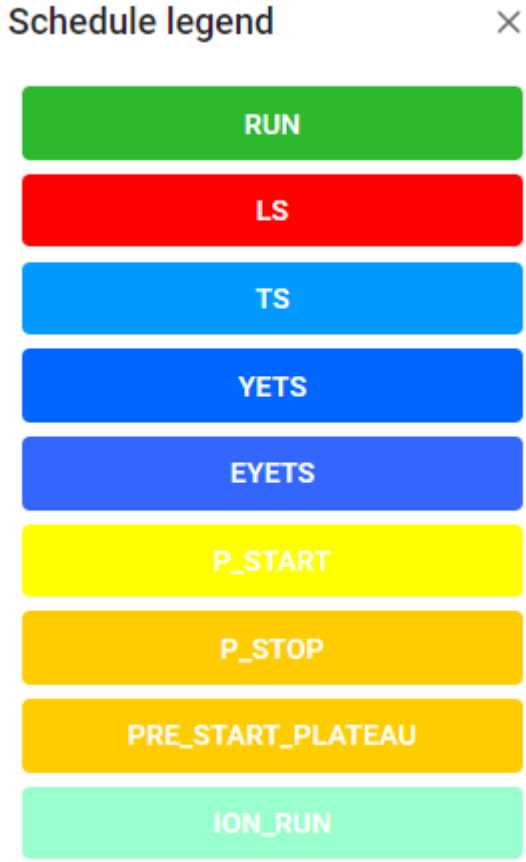 Schedule legend
RUN
LS
TS
YETS
EYETS
P_START
P_STOP
PRE_START_PLATEAU
ION_RUN